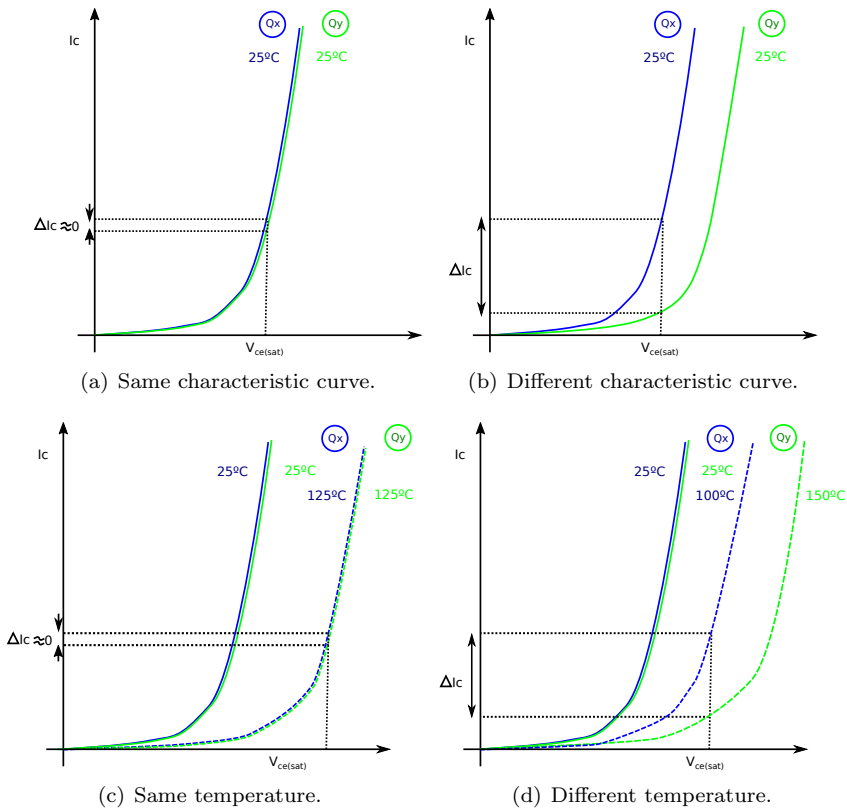 Ic Qx Qy
25ºC 25ºC
ΔIc≈0
Vce(sat)
(a) Same characteristic curve.
Ic Qx Qy
25ºC 25ºC
ΔIc
Vce(sat)
(b) Different characteristic curve.
Ic Qx Qy
25ºC 25ºC
125ºC 125ºC
ΔIc≈0
Vce(sat)
(c) Same temperature.
Ic Qx Qy
25ºC 25ºC
100ºC 150ºC
ΔIc
Vce(sat)
(d) Different temperature.